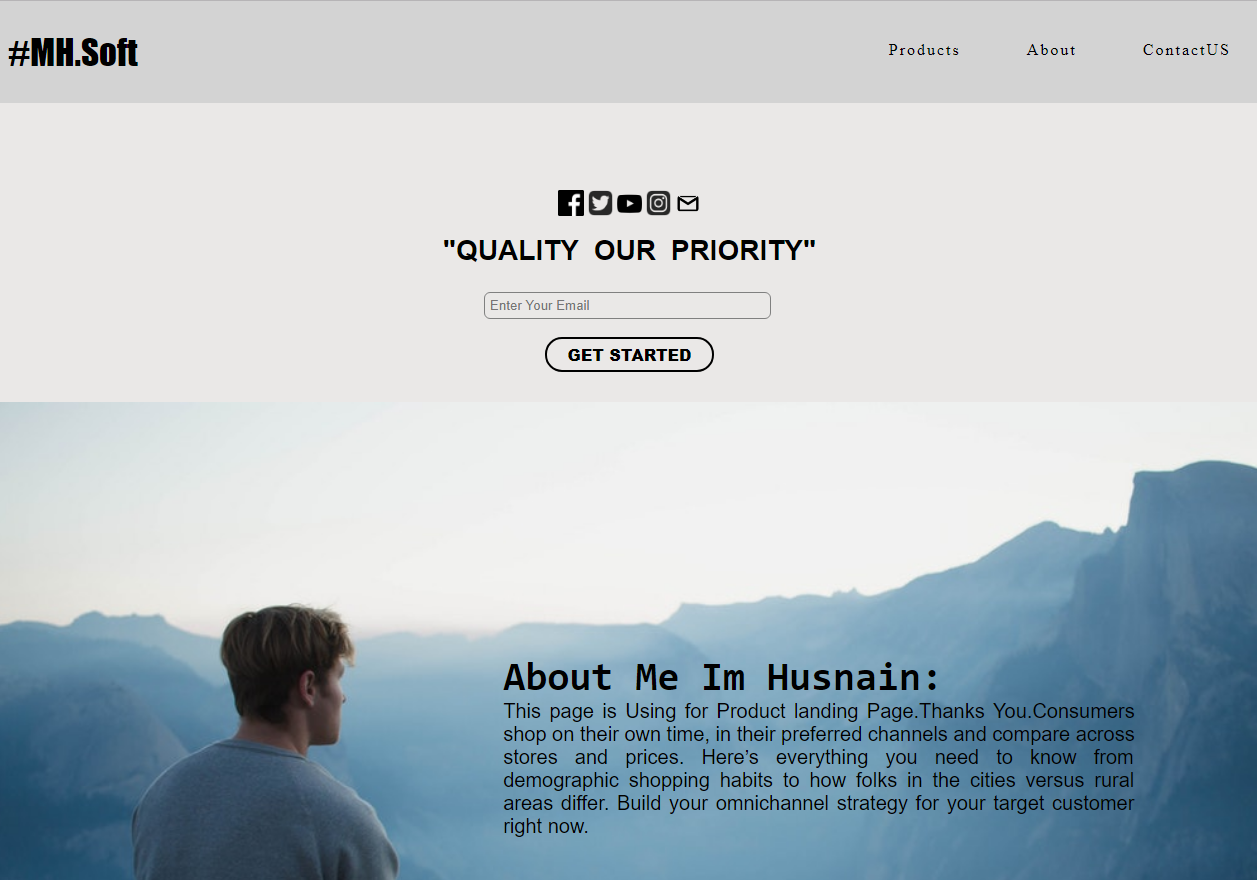 #MH.Soft
Products About ContactUS
"QUALITY OUR PRIORITY"
Enter Your Email
GET STARTED
About Me Im Husnain:
This page is Using for Product landing Page.Thanks You.Consumers
shop on their own time, in their preferred channels and compare across
stores and prices. Here’s everything you need to know from
demographic shopping habits to how folks in the cities versus rural
areas differ. Build your omnichannel strategy for your target customer
right now.